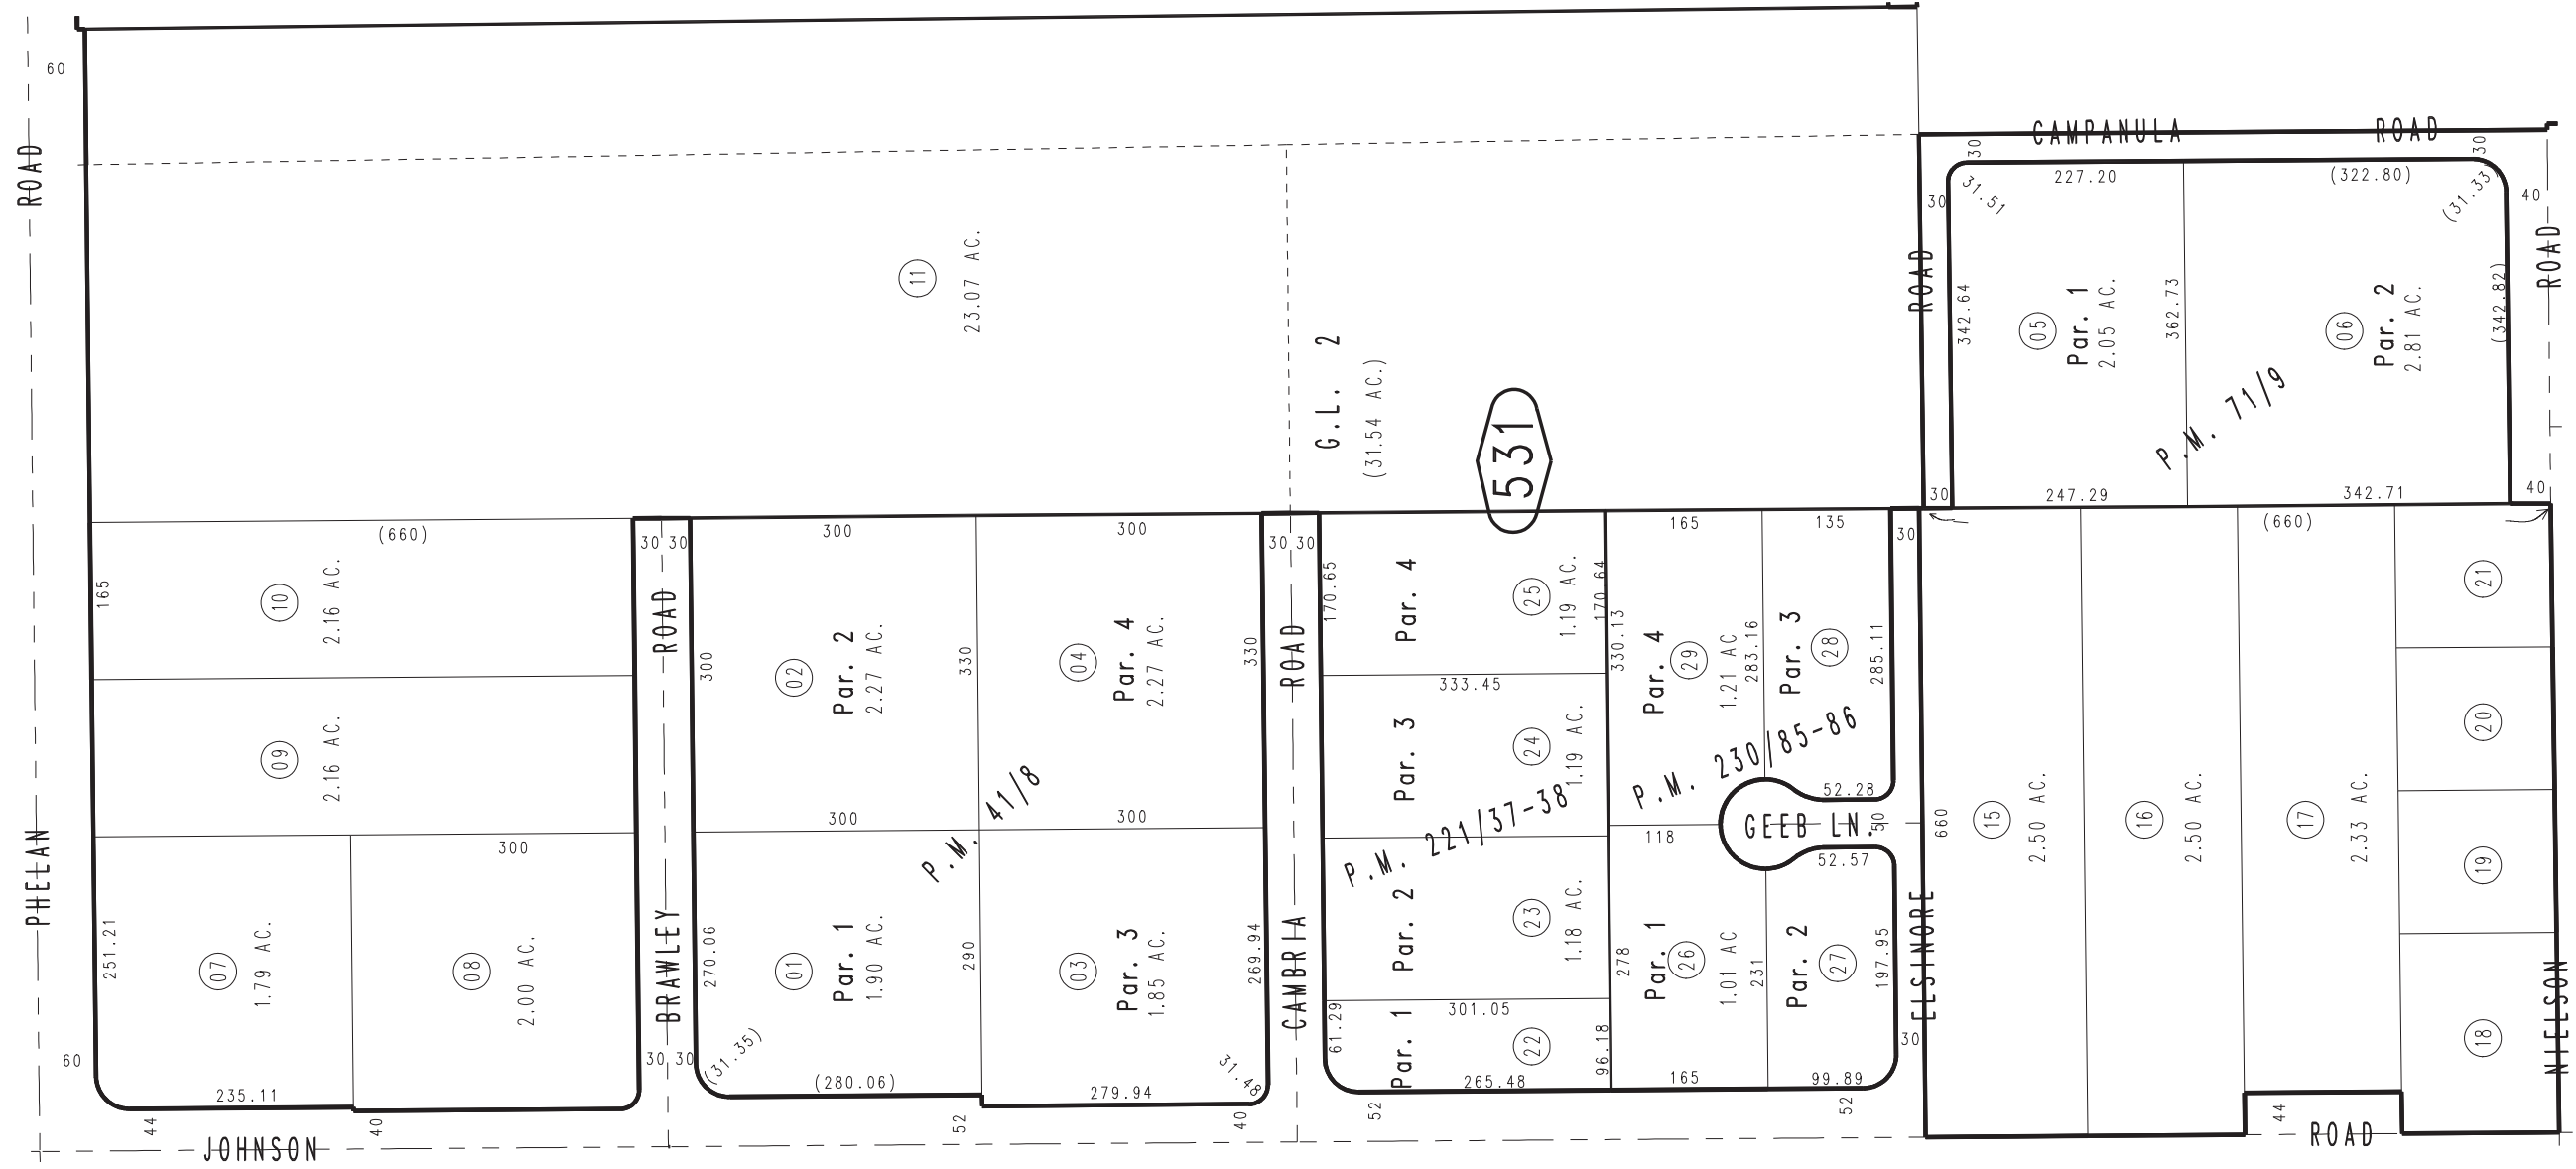 60
ROAD
PHELAN
60
JOHNSON
ROAD
44
40
52
40
52
52
44
11
23.07 AC.
G.L. 2
(31.54 AC.)
531
(660)
165
10
2.16 AC.
09
2.16 AC.
300
251.21
07
1.79 AC.
08
2.00 AC.
235.11
30 30
ROAD
BRAWLEY
30 30
300
300
300
02
Par. 2
2.27 AC.
330
04
Par. 4
2.27 AC.
330
300
300
P.M. 41/8
270.06
01
Par. 1
1.90 AC.
290
03
Par. 3
1.85 AC.
269.94
(31.35)
(280.06)
279.94
31.48
30 30
ROAD
CAMBRIA
170.65
Par. 4
25
1.19 AC.
170.64
333.45
Par. 3
24
1.19 AC.
P.M. 221/37-38
Par. 2
23
1.18 AC.
301.05
61.29
Par. 1
22
96.18
265.48
165
135
330.13
Par. 4
29
1.21 AC
283.16
Par. 3
28
285.11
P.M. 230/85-86
52.28
GEEB LN.
50
118
52.57
278
Par. 1
26
1.01 AC
231
Par. 2
27
197.95
165
99.89
30
30
ROAD
ELSINORE
30
30
CAMPANULA ROAD
30
30
31.51
227.20
(322.80)
(31.33)
40
342.64
05
Par. 1
2.05 AC.
362.73
06
Par. 2
2.81 AC.
(342.82)
P.M. 71/9
247.29
342.71
40
ROAD
NIELSON
(660)
660
15
2.50 AC.
16
2.50 AC.
17
2.33 AC.
21
20
19
18